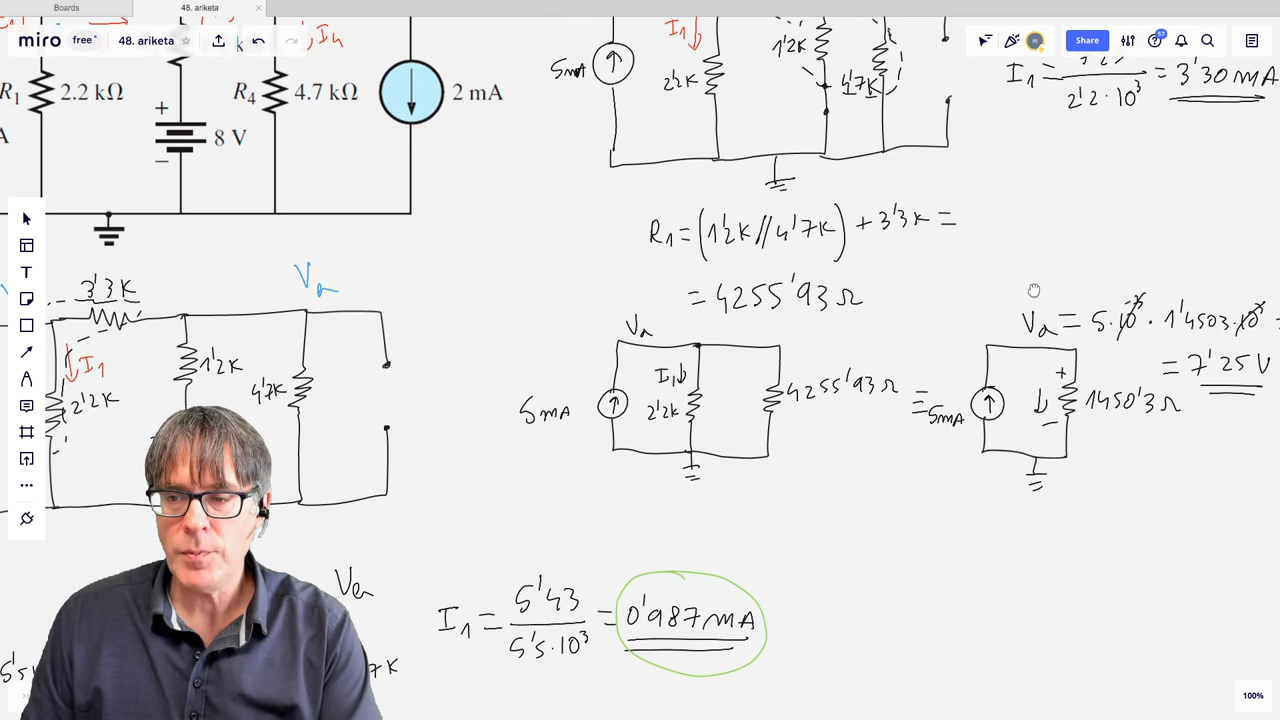 Boards
48. ariketa
miro
free
48. ariketa
Share
R1
2.2 kΩ
R4
4.7 kΩ
2 mA
+
8 V
−
I4
A
5mA
I1
2'2K
1'2K
4'7K
I1 =
2'2·10³
= 3'30 mA
R1 = (1'2K // 4'7K) + 3'3K =
= 4255'93 Ω
3'3K
Va
I1
2'2K
1'2K
4'7K
Va
5mA
I1
2'2K
4255'93 Ω
=
Va = 5·10⁻³ · 1'4503·10³ =
= 7'25 V
5mA
+
−
1450'3 Ω
I1 = 5'43 / 5'5·10³ = 0'987 mA
100%